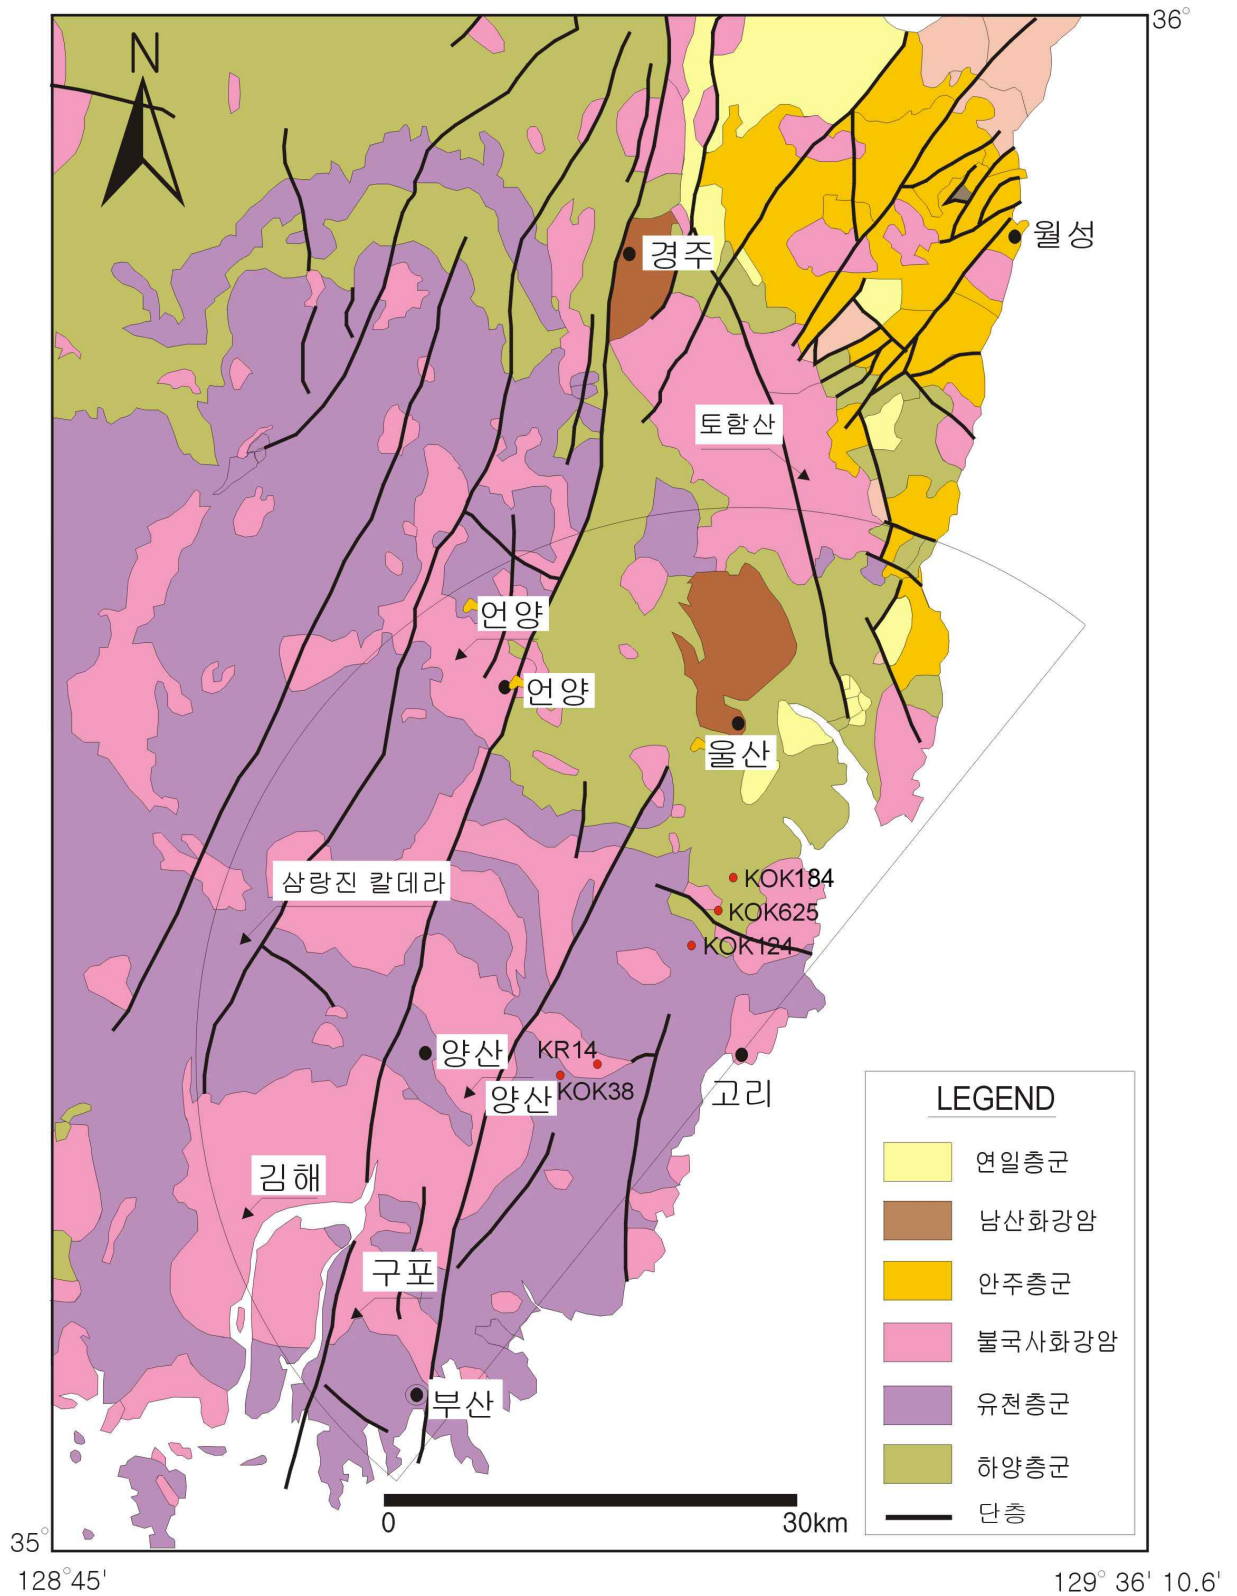 36°
N
월성
경주
토함산
언양
언양
울산
삼랑진 칼데라
KOK184
KOK625
KOK124
양산
KR14
KOK38
양산
고리
김해
구포
부산
LEGEND
연일층군
남산화강암
안주층군
불국사화강암
유천층군
하양층군
단층
0 30km
35°
128°45' 129° 36' 10.6'